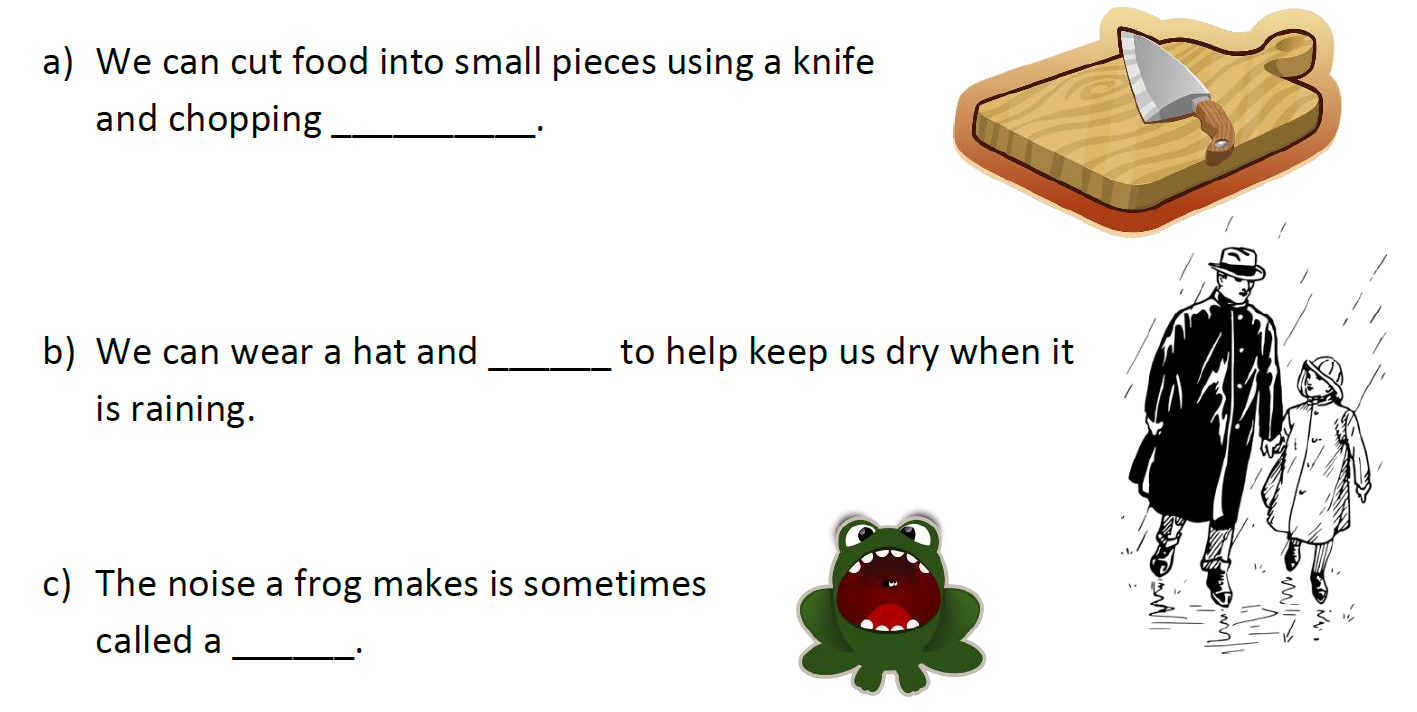 a) We can cut food into small pieces using a knife
and chopping __________.
b) We can wear a hat and ______ to help keep us dry when it
is raining.
c) The noise a frog makes is sometimes
called a ______.